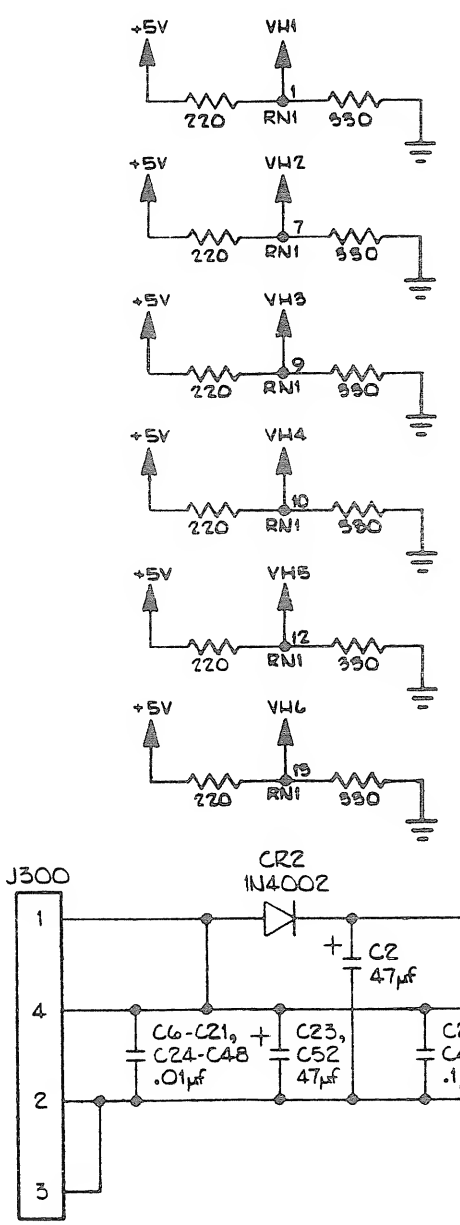 +5V VH1
1
220 RN1 330
+5V VH2
7
220 RN1 330
+5V VH3
9
220 RN1 330
+5V VH4
10
220 RN1 330
+5V VH5
12
220 RN1 330
+5V VH6
13
220 RN1 330
CR2
1N4002
J300
1
+ C2
47μf
4
C6-C21, + C23,
C24-C48 C52
.01μf 47μf
.1
2
3